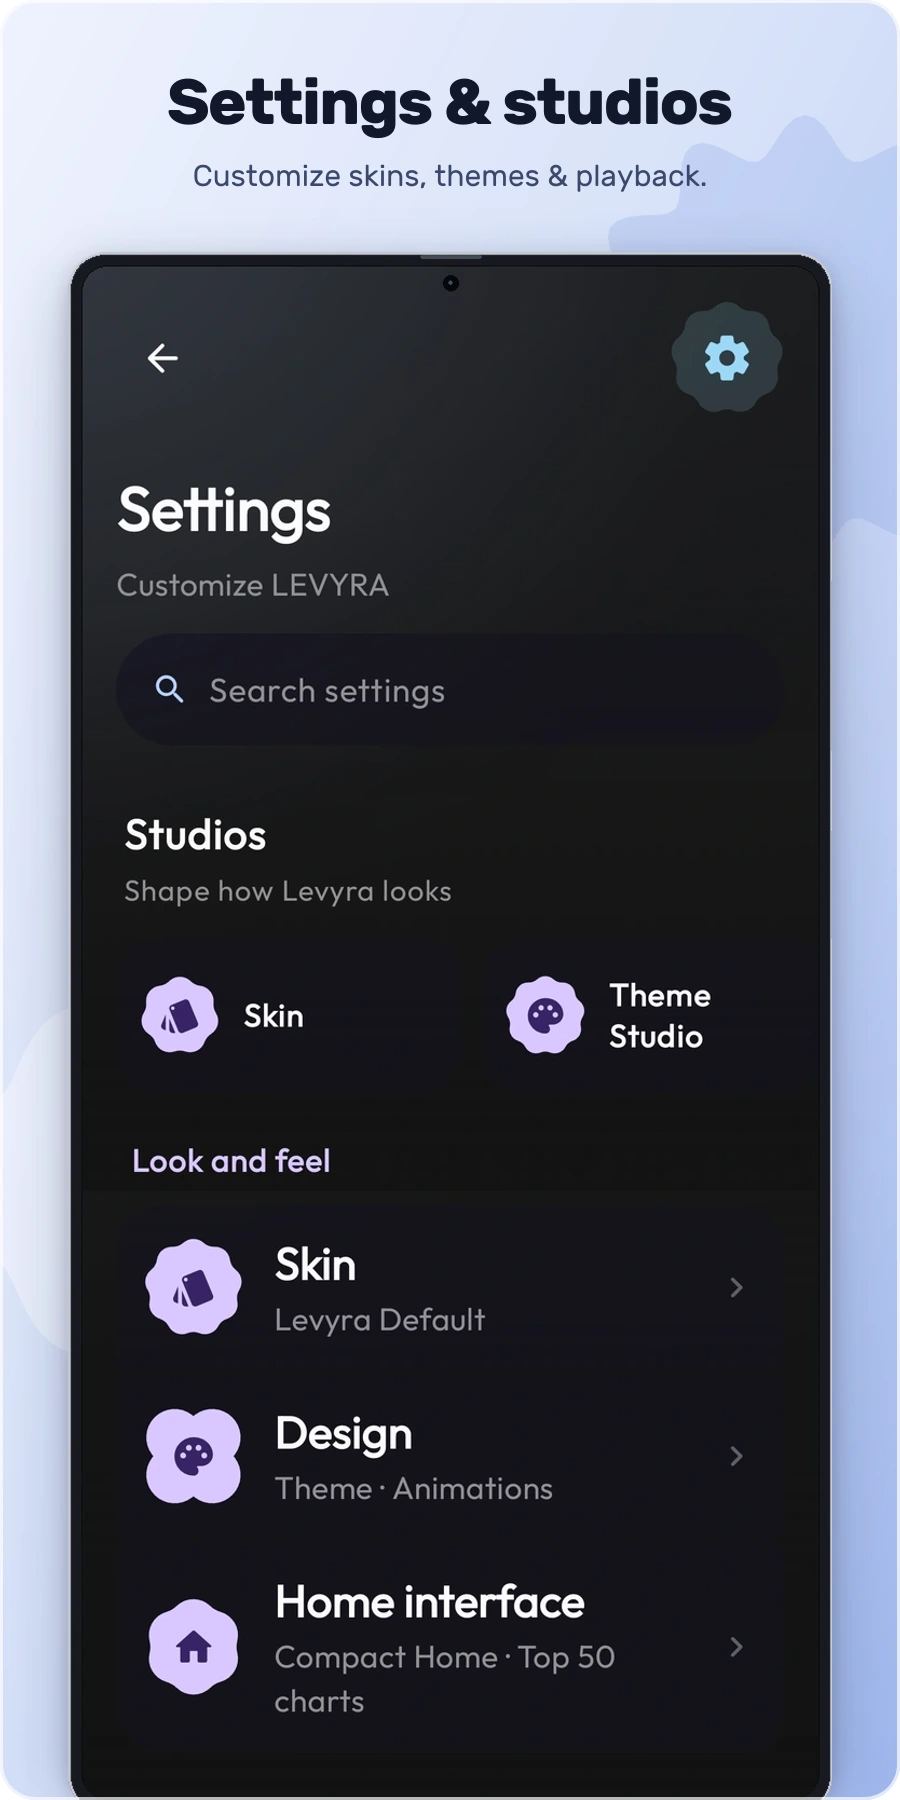 Settings & studios
Customize skins, themes & playback.
Settings
Customize LEVYRA
Search settings
Studios
Shape how Levyra looks
Skin
Theme
Studio
Look and feel
Skin
Levyra Default
Design
Theme · Animations
Home interface
Compact Home · Top 50
charts